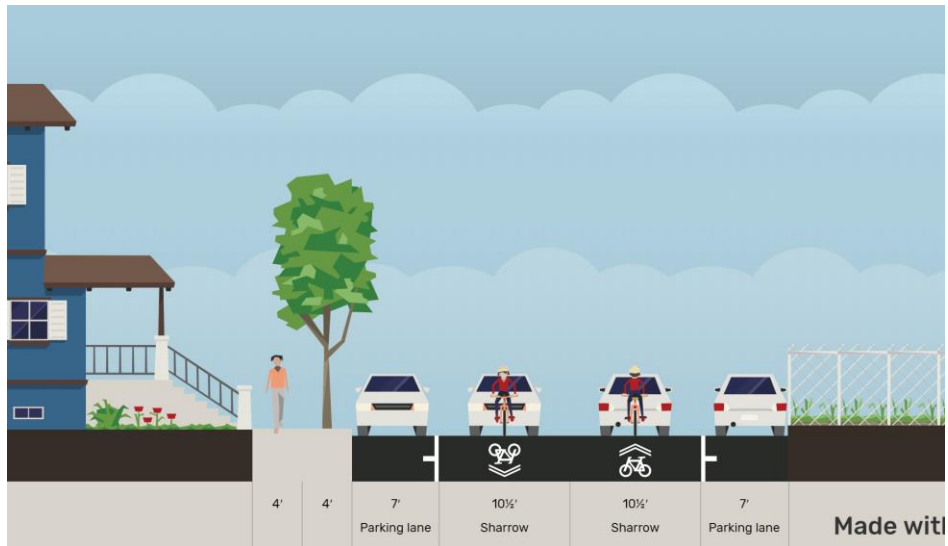 4′ 4′ 7′ 10½′ 10½′ 7′
Parking lane Sharrow Sharrow Parking lane
Made with